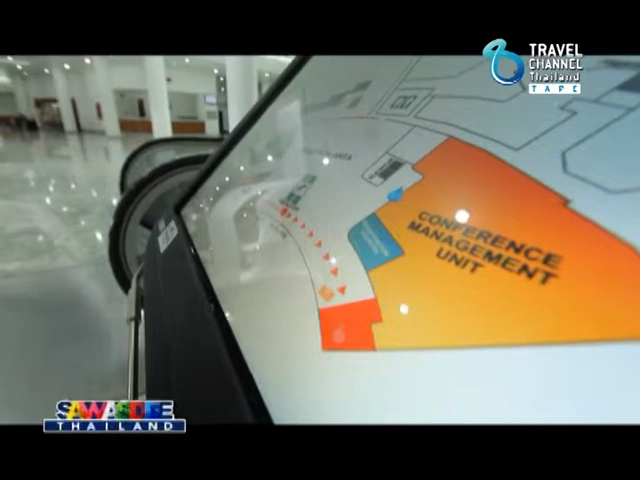 TRAVEL
CHANNEL
Thailand
TAPE
CONFERENCE
MANAGEMENT
UNIT
SAWASDEE
THAILAND